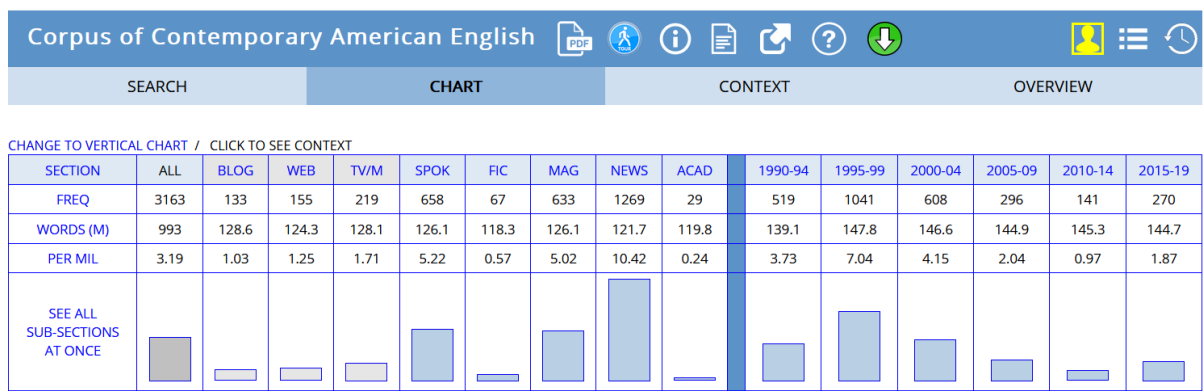 Corpus of Contemporary American English PDF TOUR
SEARCH CHART CONTEXT OVERVIEW
CHANGE TO VERTICAL CHART / CLICK TO SEE CONTEXT
SECTION ALL BLOG WEB TV/M SPOK FIC MAG NEWS ACAD 1990-94 1995-99 2000-04 2005-09 2010-14 2015-19
FREQ 3163 133 155 219 658 67 633 1269 29 519 1041 608 296 141 270
WORDS (M) 993 128.6 124.3 128.1 126.1 118.3 126.1 121.7 119.8 139.1 147.8 146.6 144.9 145.3 144.7
PER MIL 3.19 1.03 1.25 1.71 5.22 0.57 5.02 10.42 0.24 3.73 7.04 4.15 2.04 0.97 1.87
SEE ALL
SUB-SECTIONS
AT ONCE